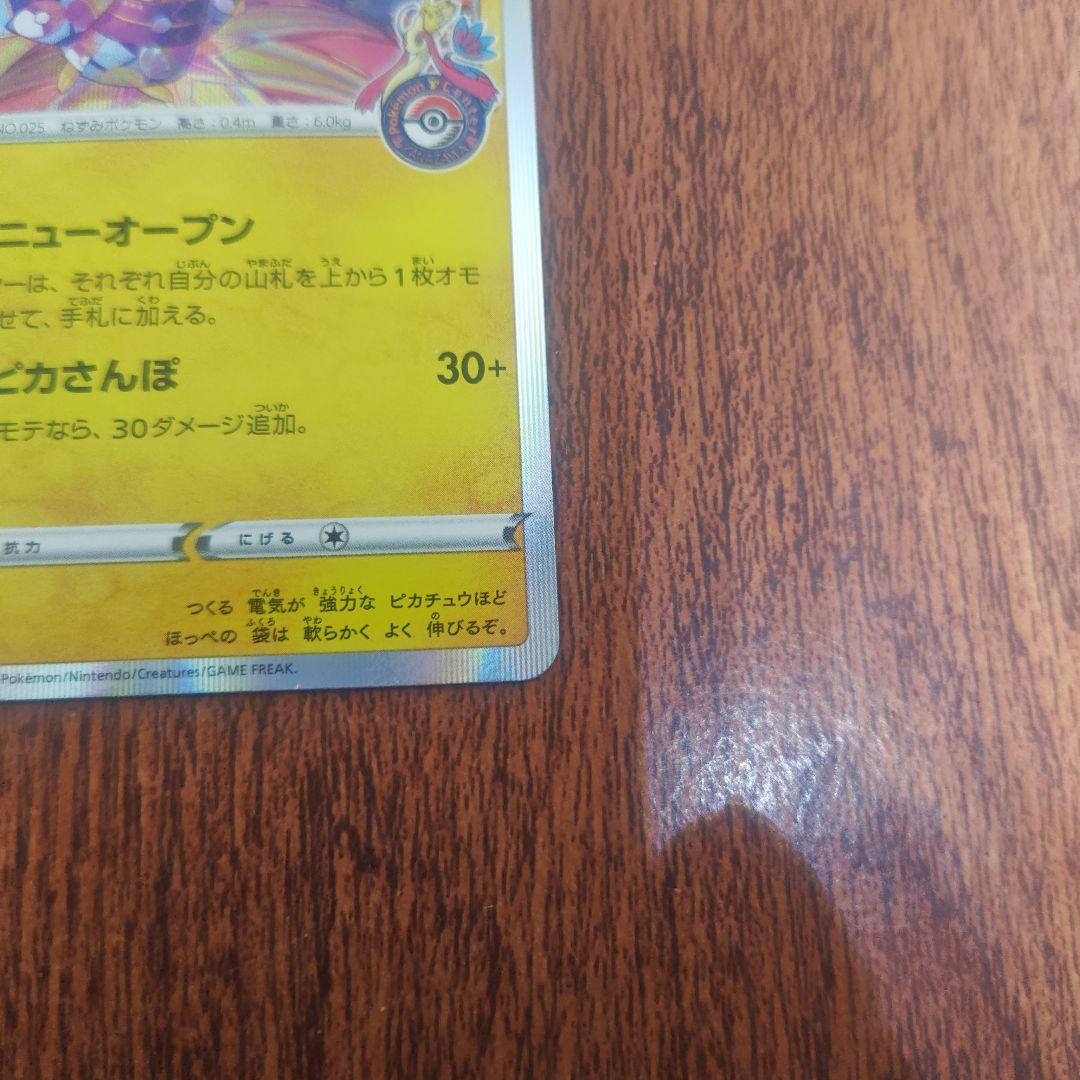 NO.025 ねずみポケモン 高さ:0.4m 重さ:6.0kg
Pokémon Center
KANAZAWA
ニューオープン
ーは、それぞれ自分の山札を上から1枚オモ
せて、手札に加える。
ピカさんぽ 30+
モテなら、30ダメージ追加。
抗力 にげる
つくる 電気が 強力な ピカチュウほど
ほっぺの 袋は 軟らかく よく 伸びるぞ。
Pokémon/Nintendo/Creatures/GAME FREAK.